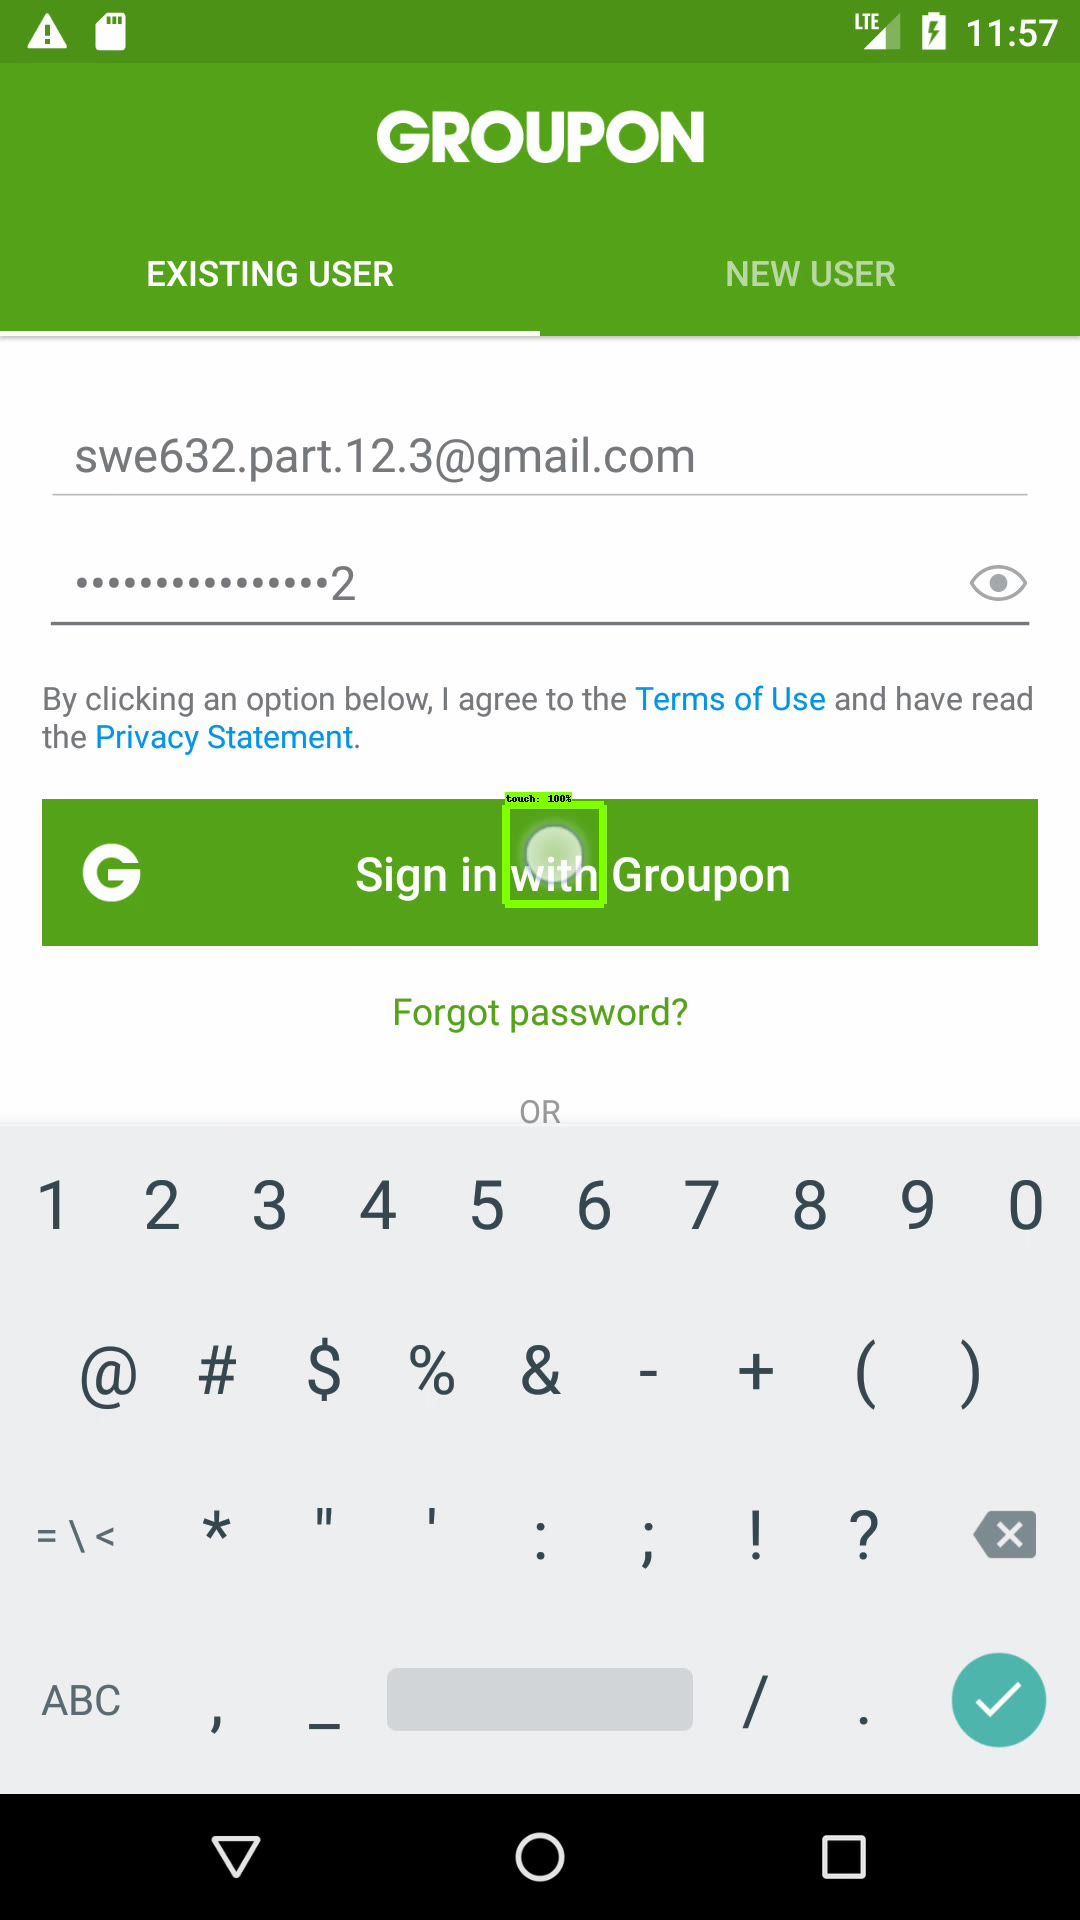 LTE 11:57
GROUPON
EXISTING USER NEW USER
swe632.part.12.3@gmail.com
••••••••••••••••2
By clicking an option below, I agree to the Terms of Use and have read
the Privacy Statement.
touch: 100%
G Sign in with Groupon
Forgot password?
OR
1 2 3 4 5 6 7 8 9 0
@ # $ % & - + ( )
= \ < * " ' : ; ! ?
ABC , _ / .